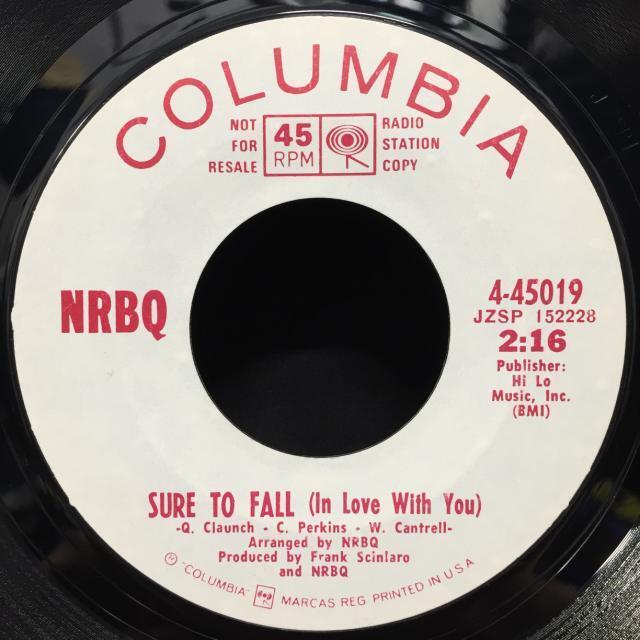 COLUMBIA
NOT
FOR
RESALE
45
RPM
RADIO
STATION
COPY
NRBQ
4-45019
JZSP 152228
2:16
Publisher:
Hi Lo
Music, Inc.
(BMI)
SURE TO FALL (In Love With You)
-Q. Claunch - C. Perkins - W. Cantrell-
Arranged by NRBQ
Produced by Frank Scinlaro
and NRBQ
℗ "COLUMBIA" MARCAS REG PRINTED IN U.S.A